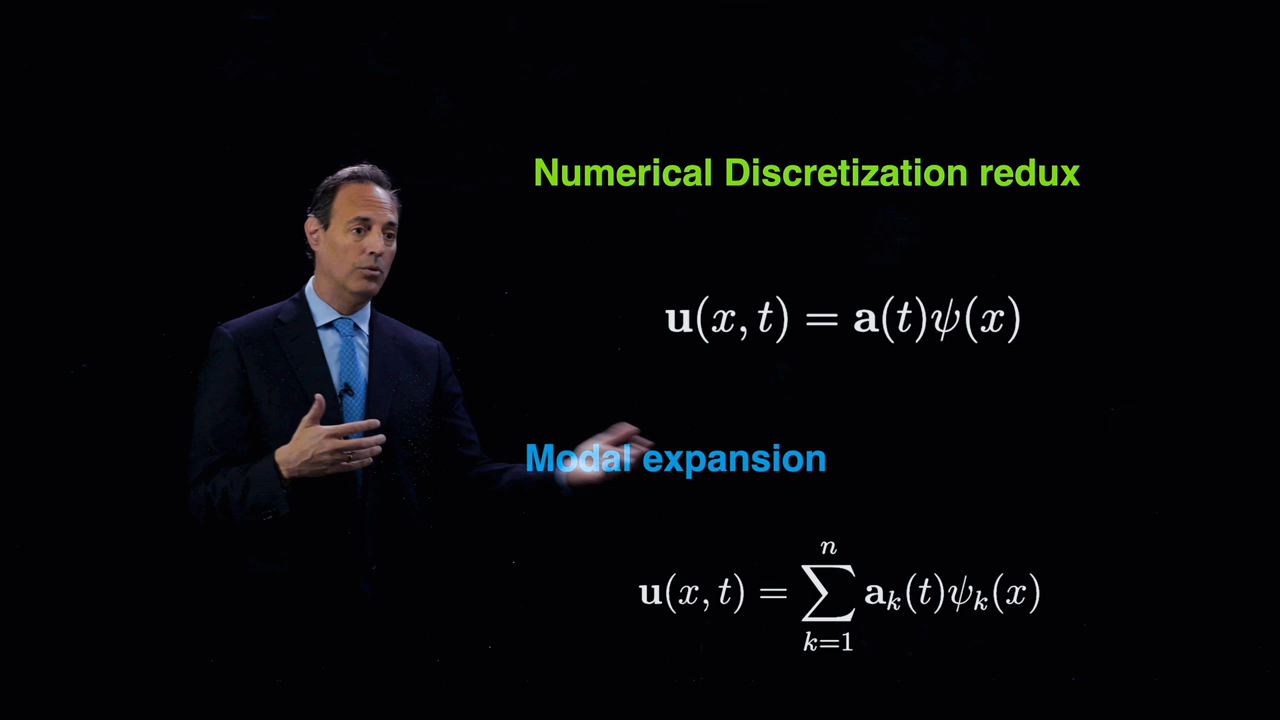 Numerical Discretization redux
u(x, t) = a(t)ψ(x)
Modal expansion
u(x, t) = ∑_{k=1}^{n} a_k(t)ψ_k(x)